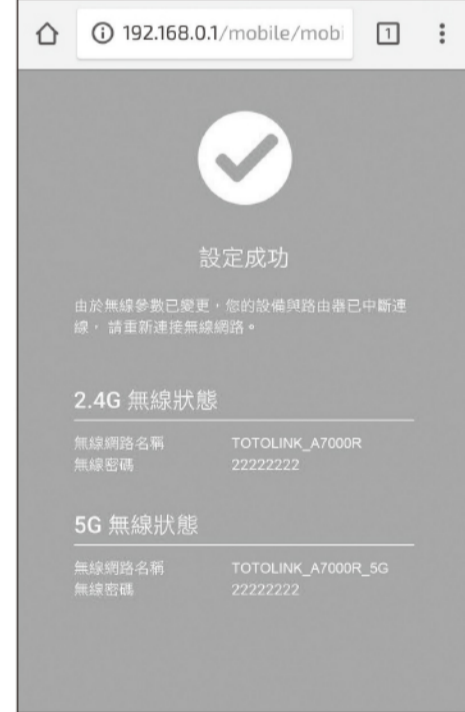 192.168.0.1/mobile/mobi
1
設定成功
由於無線參數已變更，您的設備與路由器已中斷連
線， 請重新連接無線網路。
2.4G 無線狀態
無線網路名稱 TOTOLINK_A7000R
無線密碼 22222222
5G 無線狀態
無線網路名稱 TOTOLINK_A7000R_5G
無線密碼 22222222